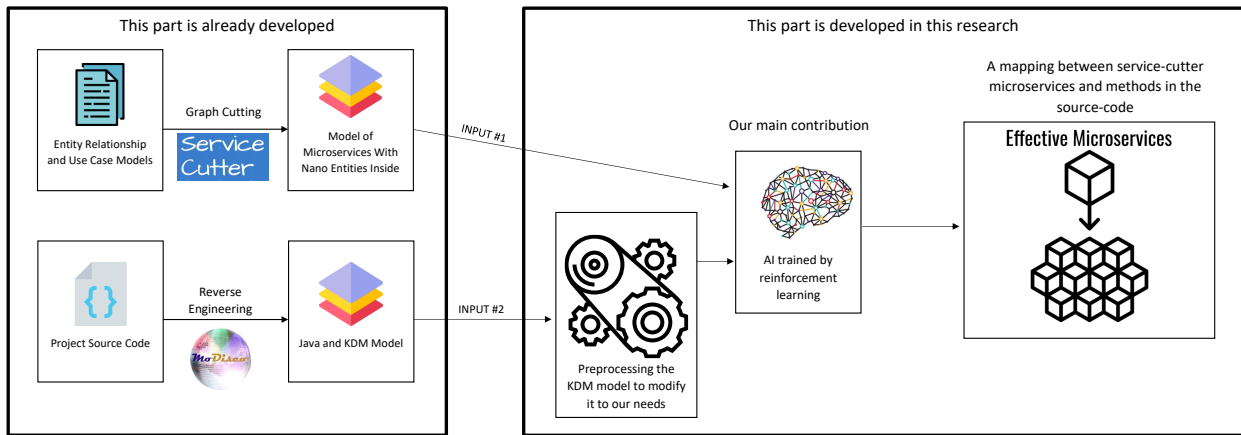 This part is already developed
Entity Relationship
and Use Case Models
Graph Cutting
Service
Cutter
Model of
Microservices With
Nano Entities Inside
Project Source Code
Reverse
Engineering
MoDisco
Java and KDM Model
INPUT #1
INPUT #2
This part is developed in this research
Preprocessing the
KDM model to modify
it to our needs
Our main contribution
AI trained by
reinforcement
learning
A mapping between service-cutter
microservices and methods in the
source-code
Effective Microservices